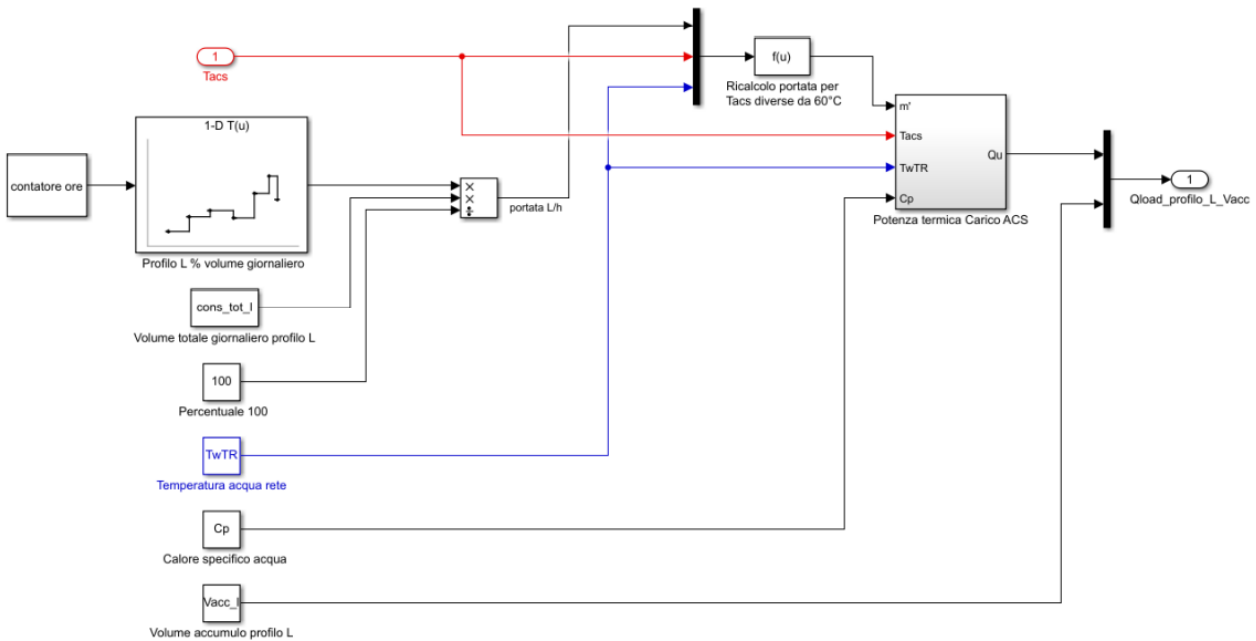 1
Tacs
f(u)
Ricalcolo portata per
Tacs diverse da 60°C
1-D T(u)
contatore ore
Profilo L % volume giornaliero
×
×
÷
portata L/h
m'
Tacs
TwTR
Cp
Qu
Potenza termica Carico ACS
1
Qload_profilo_L_Vacc
cons_tot_l
Volume totale giornaliero profilo L
100
Percentuale 100
TwTR
Temperatura acqua rete
Cp
Calore specifico acqua
Vacc_l
Volume accumulo profilo L